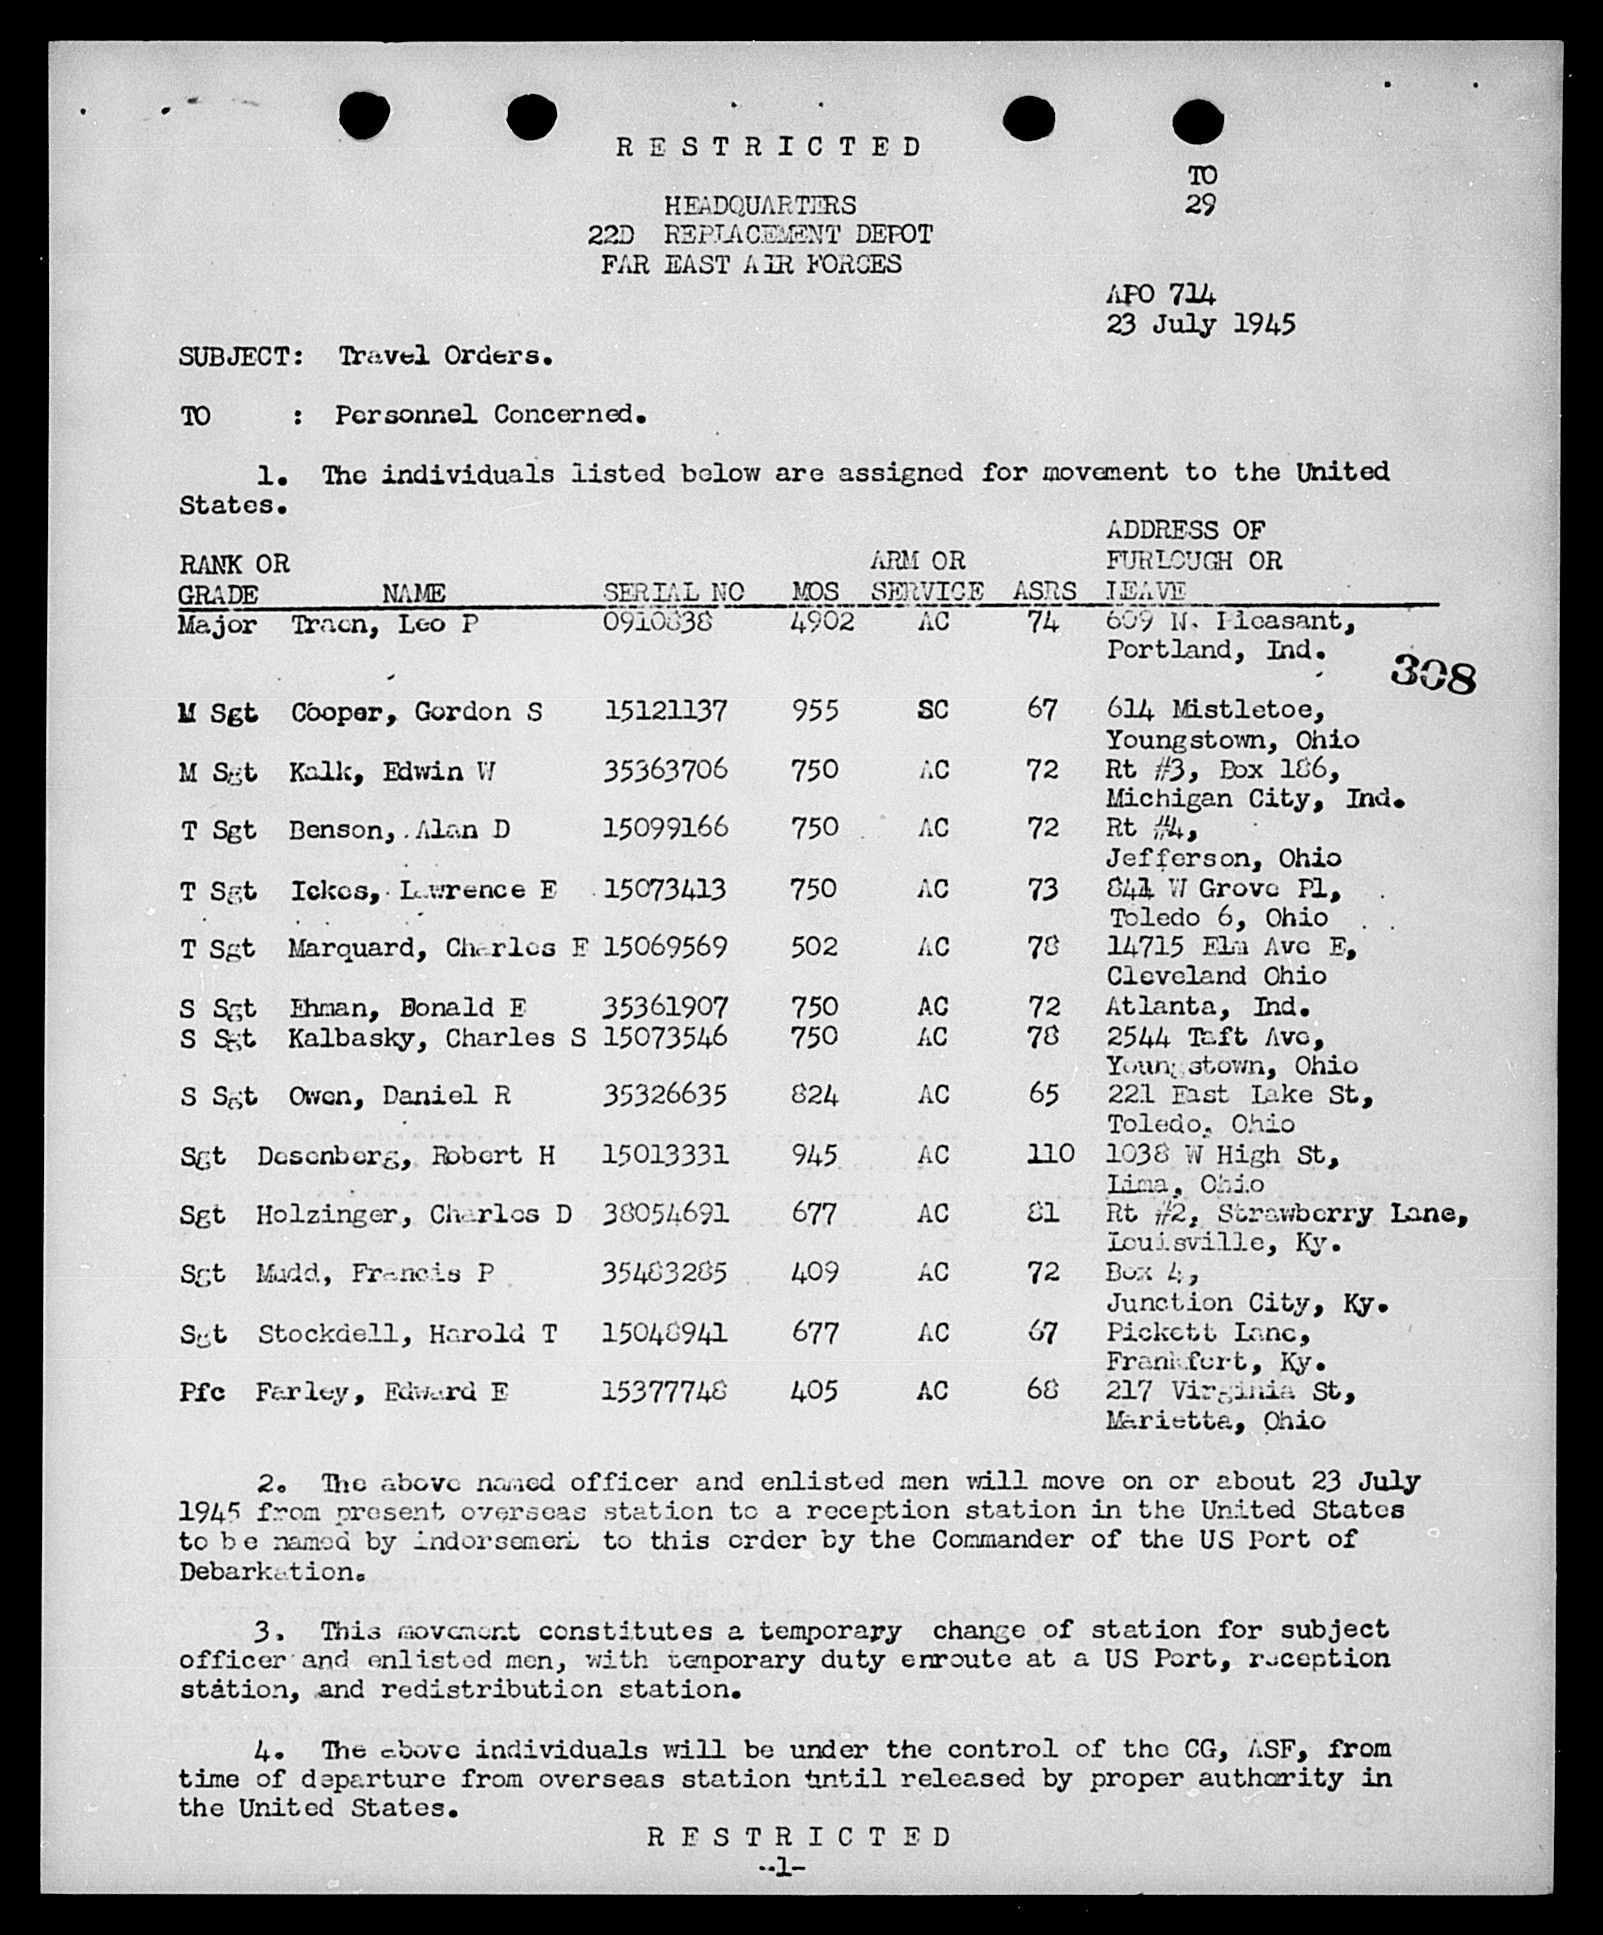 R E S T R I C T E D
TO
29
HEADQUARTERS
22D REPLACEMENT DEPOT
FAR EAST AIR FORCES
APO 714
23 July 1945
SUBJECT: Travel Orders.
TO : Personnel Concerned.
1. The individuals listed below are assigned for movement to the United
States.
ADDRESS OF
RANK OR ARM OR FURLOUGH OR
GRADE NAME SERIAL NO MOS SERVICE ASRS LEAVE
Major Traen, Leo P 0910838 4902 AC 74 609 N. Pleasant,
Portland, Ind.
308
M Sgt Cooper, Gordon S 15121137 955 SC 67 614 Mistletoe,
Youngstown, Ohio
M Sgt Kalk, Edwin W 35363706 750 AC 72 Rt #3, Box 186,
Michigan City, Ind.
T Sgt Benson, Alan D 15099166 750 AC 72 Rt #4,
Jefferson, Ohio
T Sgt Ickes, Lawrence E 15073413 750 AC 73 841 W Grove Pl,
Toledo 6, Ohio
T Sgt Marquard, Charles F 15069569 502 AC 78 14715 Elm Ave E,
Cleveland Ohio
S Sgt Ehman, Donald E 35361907 750 AC 72 Atlanta, Ind.
S Sgt Kalbasky, Charles S 15073546 750 AC 78 2544 Taft Ave,
Youngstown, Ohio
S Sgt Owen, Daniel R 35326635 824 AC 65 221 East Lake St,
Toledo, Ohio
Sgt Desenberg, Robert H 15013331 945 AC 110 1038 W High St,
Lima, Ohio
Sgt Holzinger, Charles D 38054691 677 AC 81 Rt #2, Strawberry Lane,
Louisville, Ky.
Sgt Mudd, Francis P 35483285 409 AC 72 Box 4,
Junction City, Ky.
Sgt Stockdell, Harold T 15048941 677 AC 67 Pickett Lane,
Frankfort, Ky.
Pfc Farley, Edward E 15377748 405 AC 68 217 Virginia St,
Marietta, Ohio
2. The above named officer and enlisted men will move on or about 23 July
1945 from present overseas station to a reception station in the United States
to b e named by indorsement to this order by the Commander of the US Port of
Debarkation.
3. This movement constitutes a temporary change of station for subject
officer and enlisted men, with temporary duty enroute at a US Port, reception
station, and redistribution station.
4. The above individuals will be under the control of the CG, ASF, from
time of departure from overseas station until released by proper authority in
the United States.
R E S T R I C T E D
-1-